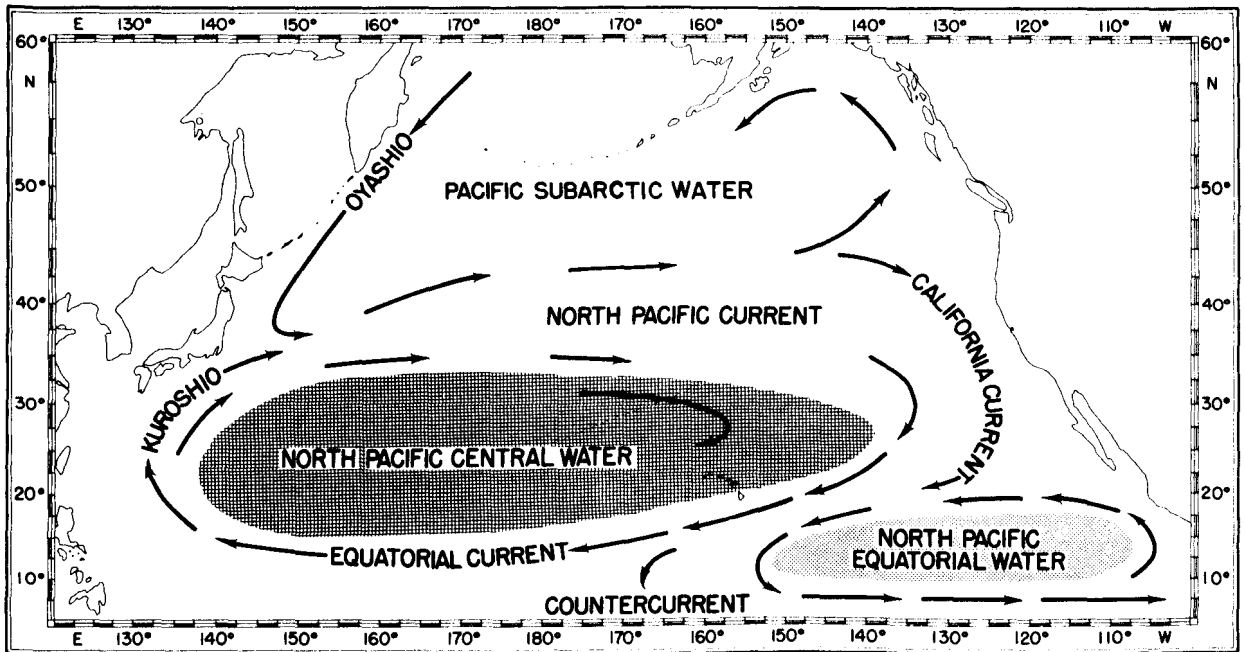 E 130° 140° 150° 160° 170° 180° 170° 160° 150° 140° 130° 120° 110° W
60° 60°
N N
OYASHIO
PACIFIC SUBARCTIC WATER
50° 50°
40° 40°
NORTH PACIFIC CURRENT
CALIFORNIA CURRENT
KUROSHIO
30° 30°
NORTH PACIFIC CENTRAL WATER
20° 20°
NORTH PACIFIC
EQUATORIAL WATER
EQUATORIAL CURRENT
10° 10°
COUNTERCURRENT
E 130° 140° 150° 160° 170° 180° 170° 160° 150° 140° 130° 120° 110° W